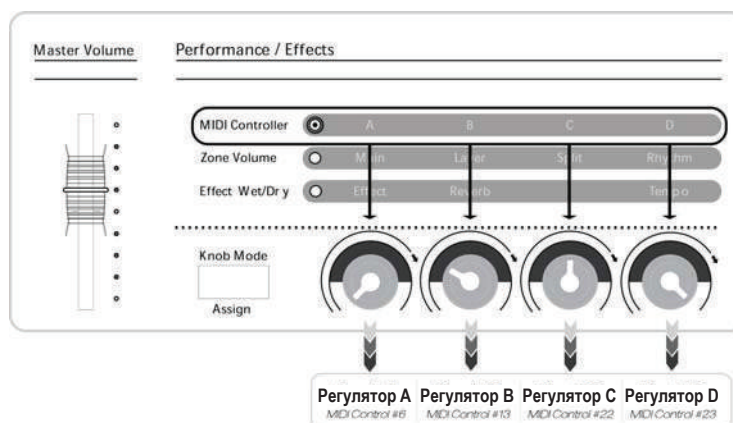 Master Volume Performance / Effects
MIDI Controller A B C D
Zone Volume Main Layer Split Rhythm
Effect Wet/Dry Effect Reverb Tempo
Knob Mode
Assign
Регулятор A Регулятор B Регулятор C Регулятор D
MIDI Control #6 MIDI Control #13 MIDI Control #22 MIDI Control #23